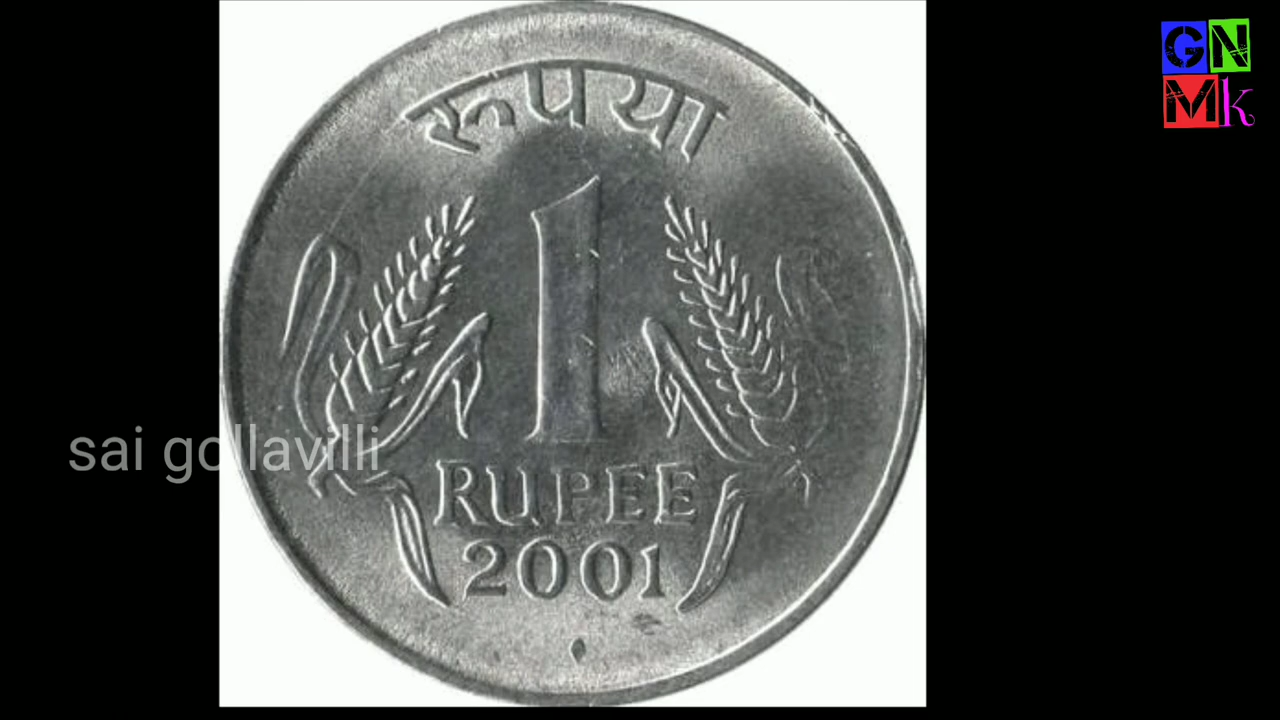 GN
Mk
रूपया
1
RUPEE
2001
sai gollavilli